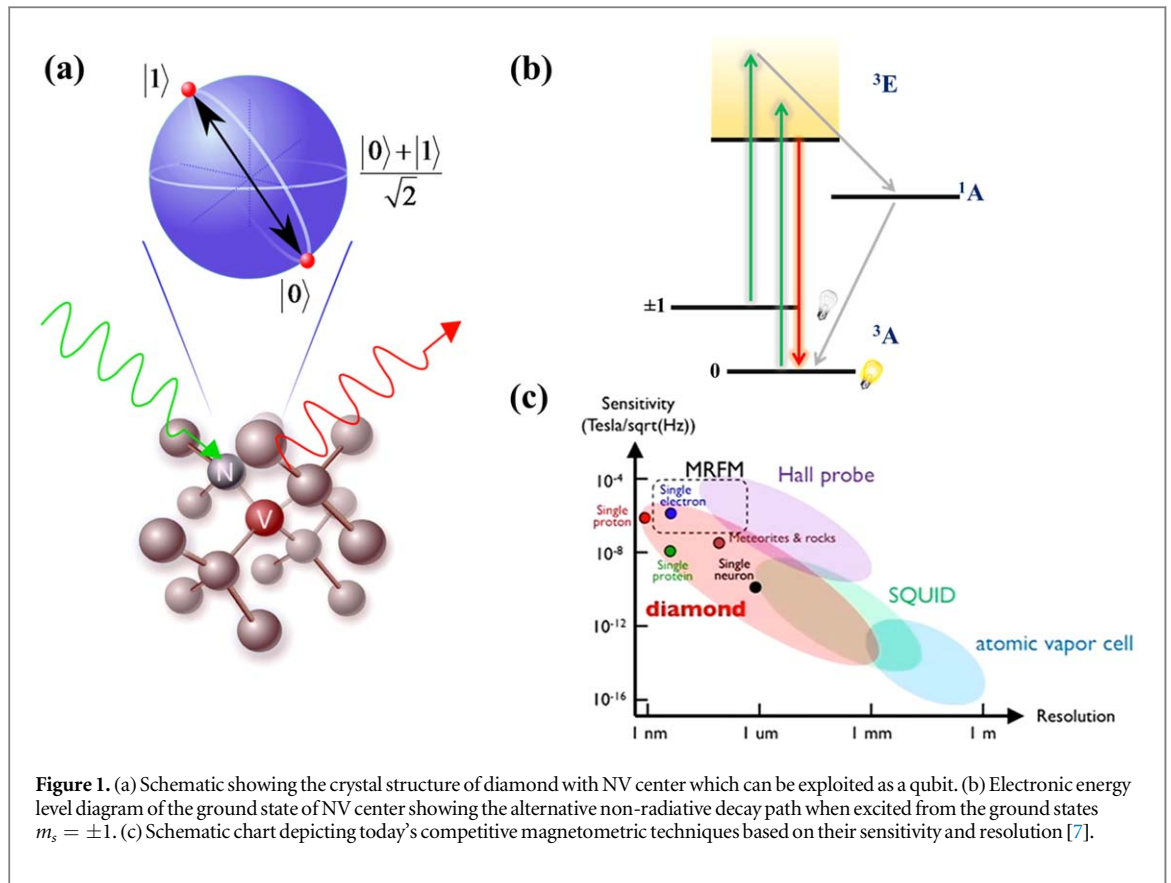 (a)
|1⟩
|0⟩+|1⟩
√2
|0⟩
N
V
(b)
³E
¹A
±1
³A
0
(c)
Sensitivity
(Tesla/sqrt(Hz))
10⁻⁴
10⁻⁸
10⁻¹²
10⁻¹⁶
MRFM
Hall probe
Single
electron
Single
proton
Meteorites & rocks
Single
protein
Single
neuron
diamond
SQUID
atomic vapor cell
Resolution
1 nm
1 um
1 mm
1 m
Figure 1. (a) Schematic showing the crystal structure of diamond with NV center which can be exploited as a qubit. (b) Electronic energy
level diagram of the ground state of NV center showing the alternative non-radiative decay path when excited from the ground states
mₛ = ±1. (c) Schematic chart depicting today's competitive magnetometric techniques based on their sensitivity and resolution [7].